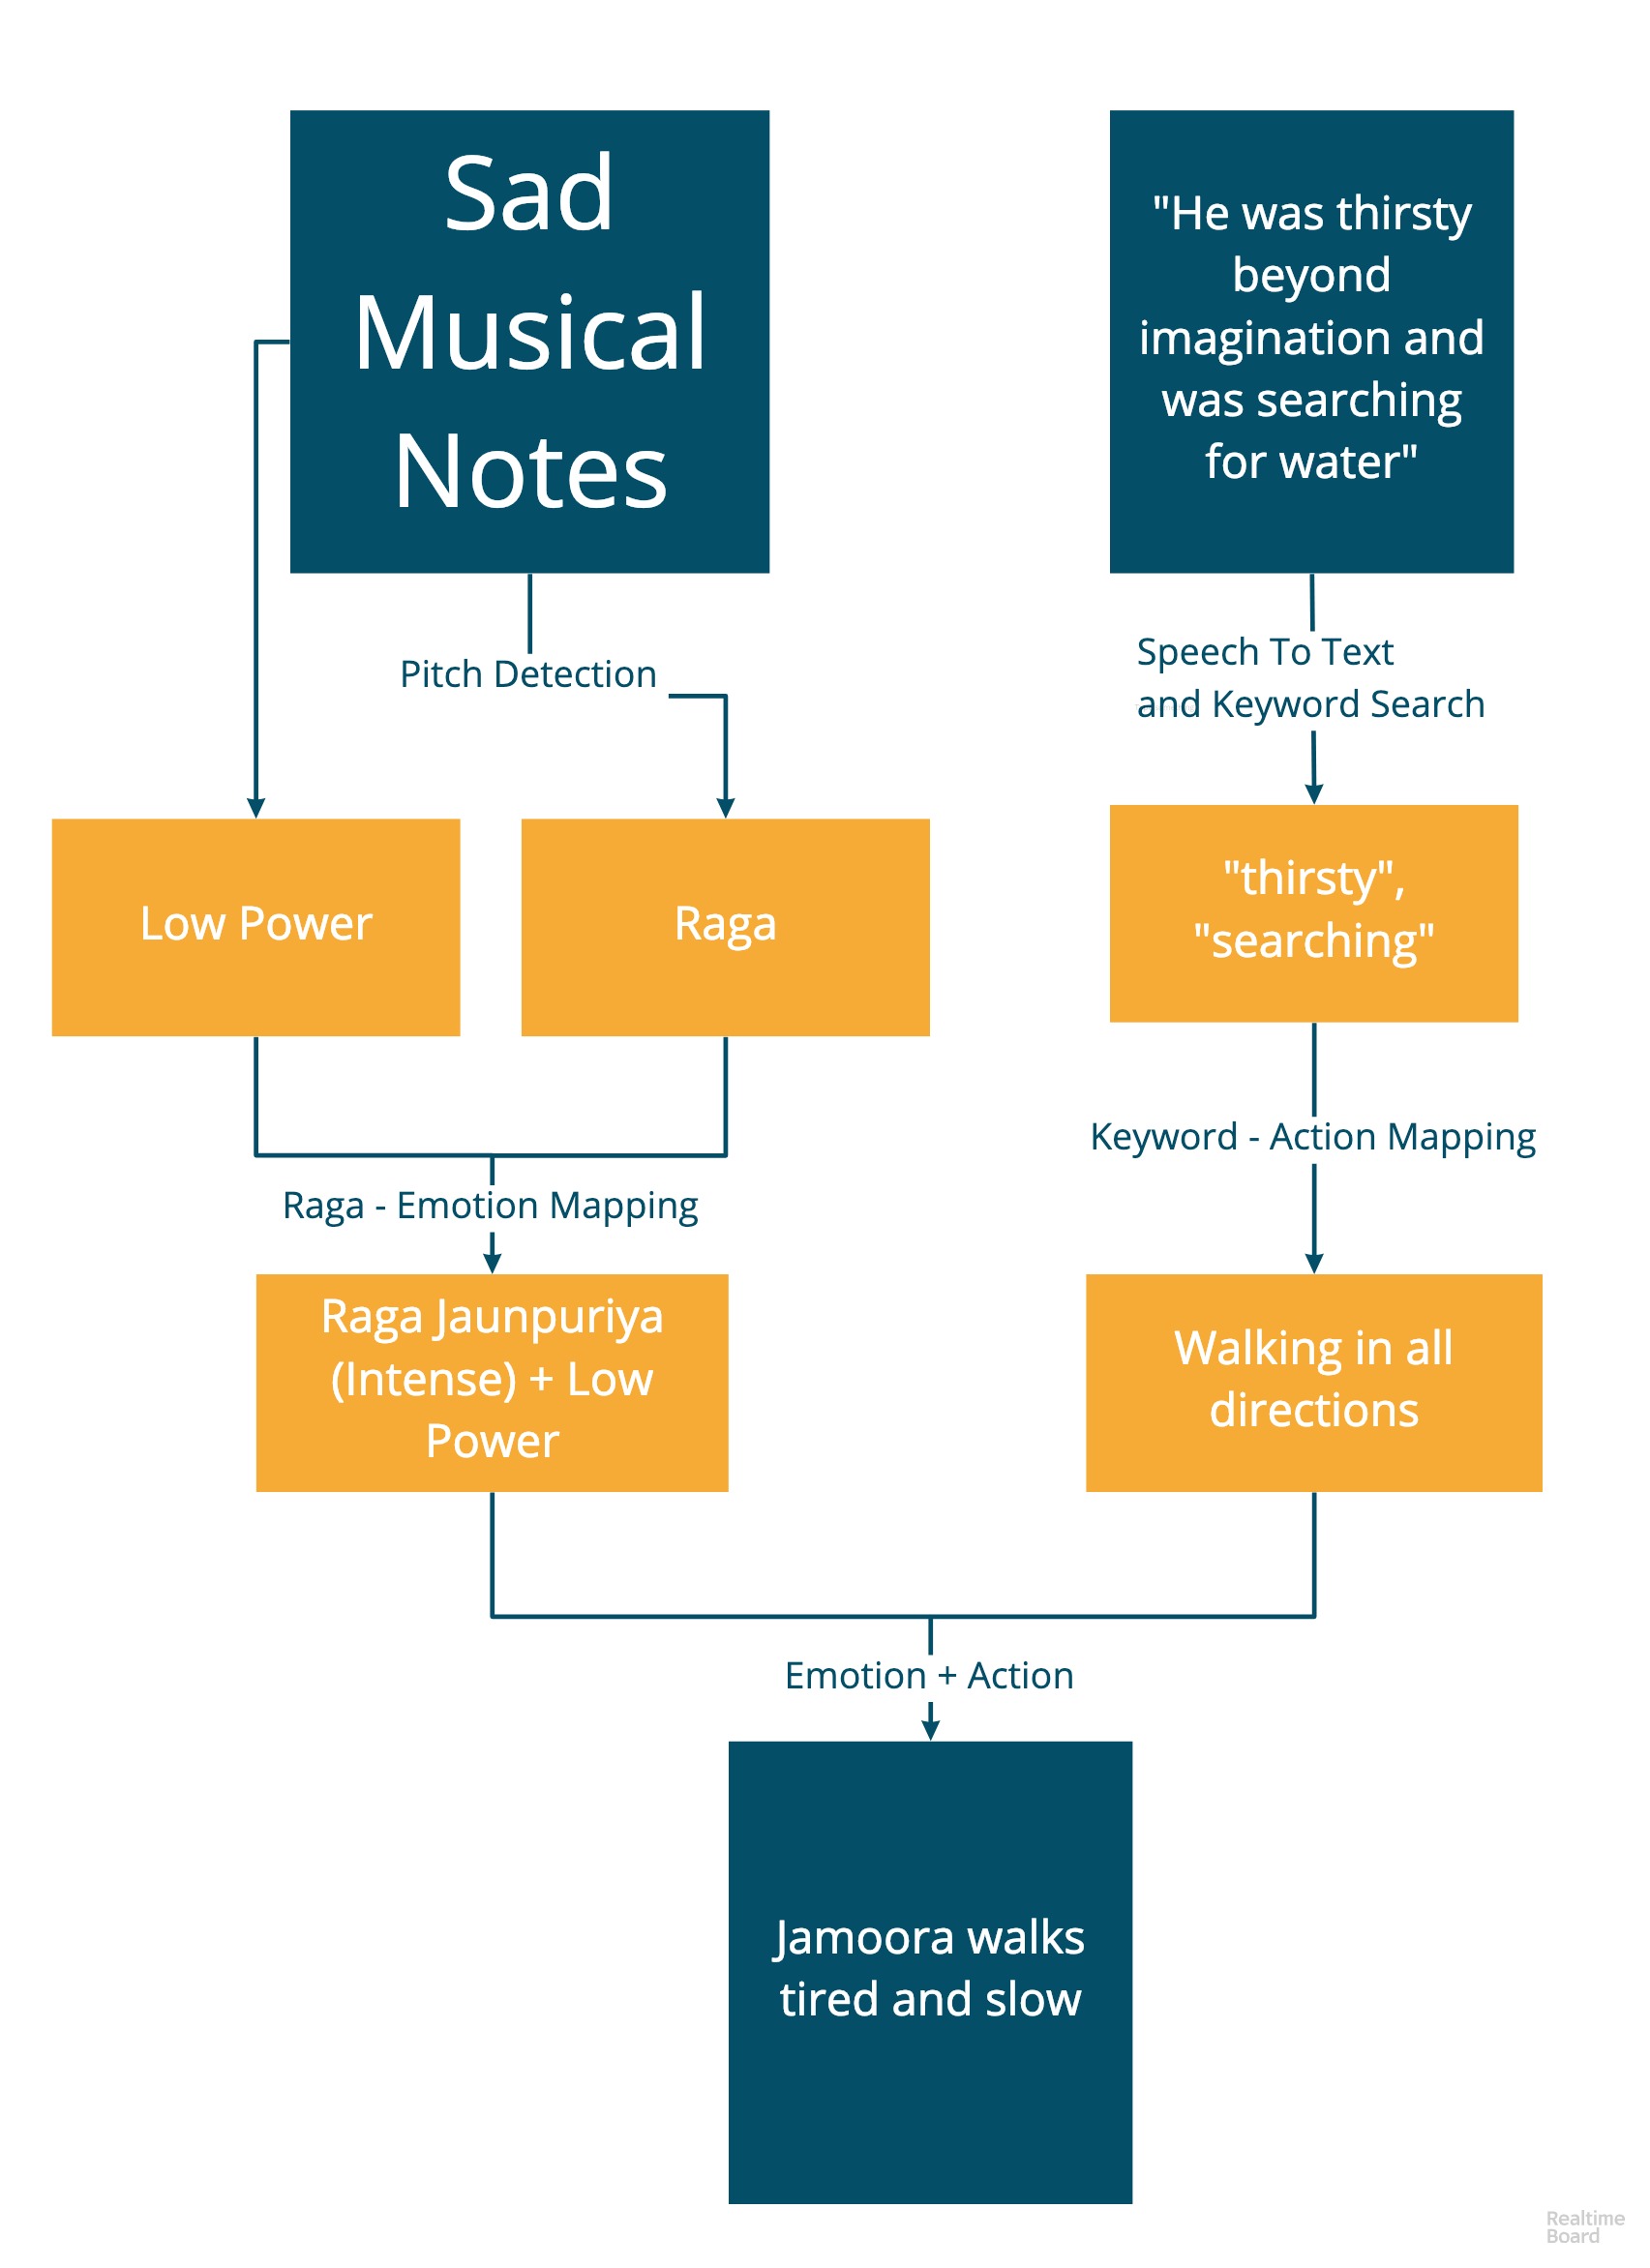 Sad
Musical
Notes
"He was thirsty
beyond
imagination and
was searching
for water"
Pitch Detection
Speech To Text
and Keyword Search
Low Power
Raga
"thirsty",
"searching"
Keyword - Action Mapping
Raga - Emotion Mapping
Raga Jaunpuriya
(Intense) + Low
Power
Walking in all
directions
Emotion + Action
Jamoora walks
tired and slow
Realtime
Board